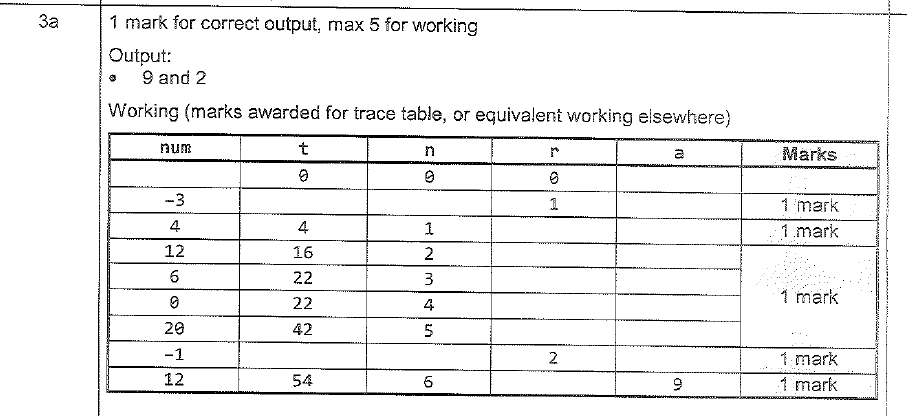 3a
1 mark for correct output, max 5 for working
Output:
• 9 and 2
Working (marks awarded for trace table, or equivalent working elsewhere)
num t n r a Marks
0 0 0
-3 1 1 mark
4 4 1 1 mark
12 16 2
6 22 3
0 22 4 1 mark
20 42 5
-1 2 1 mark
12 54 6 9 1 mark